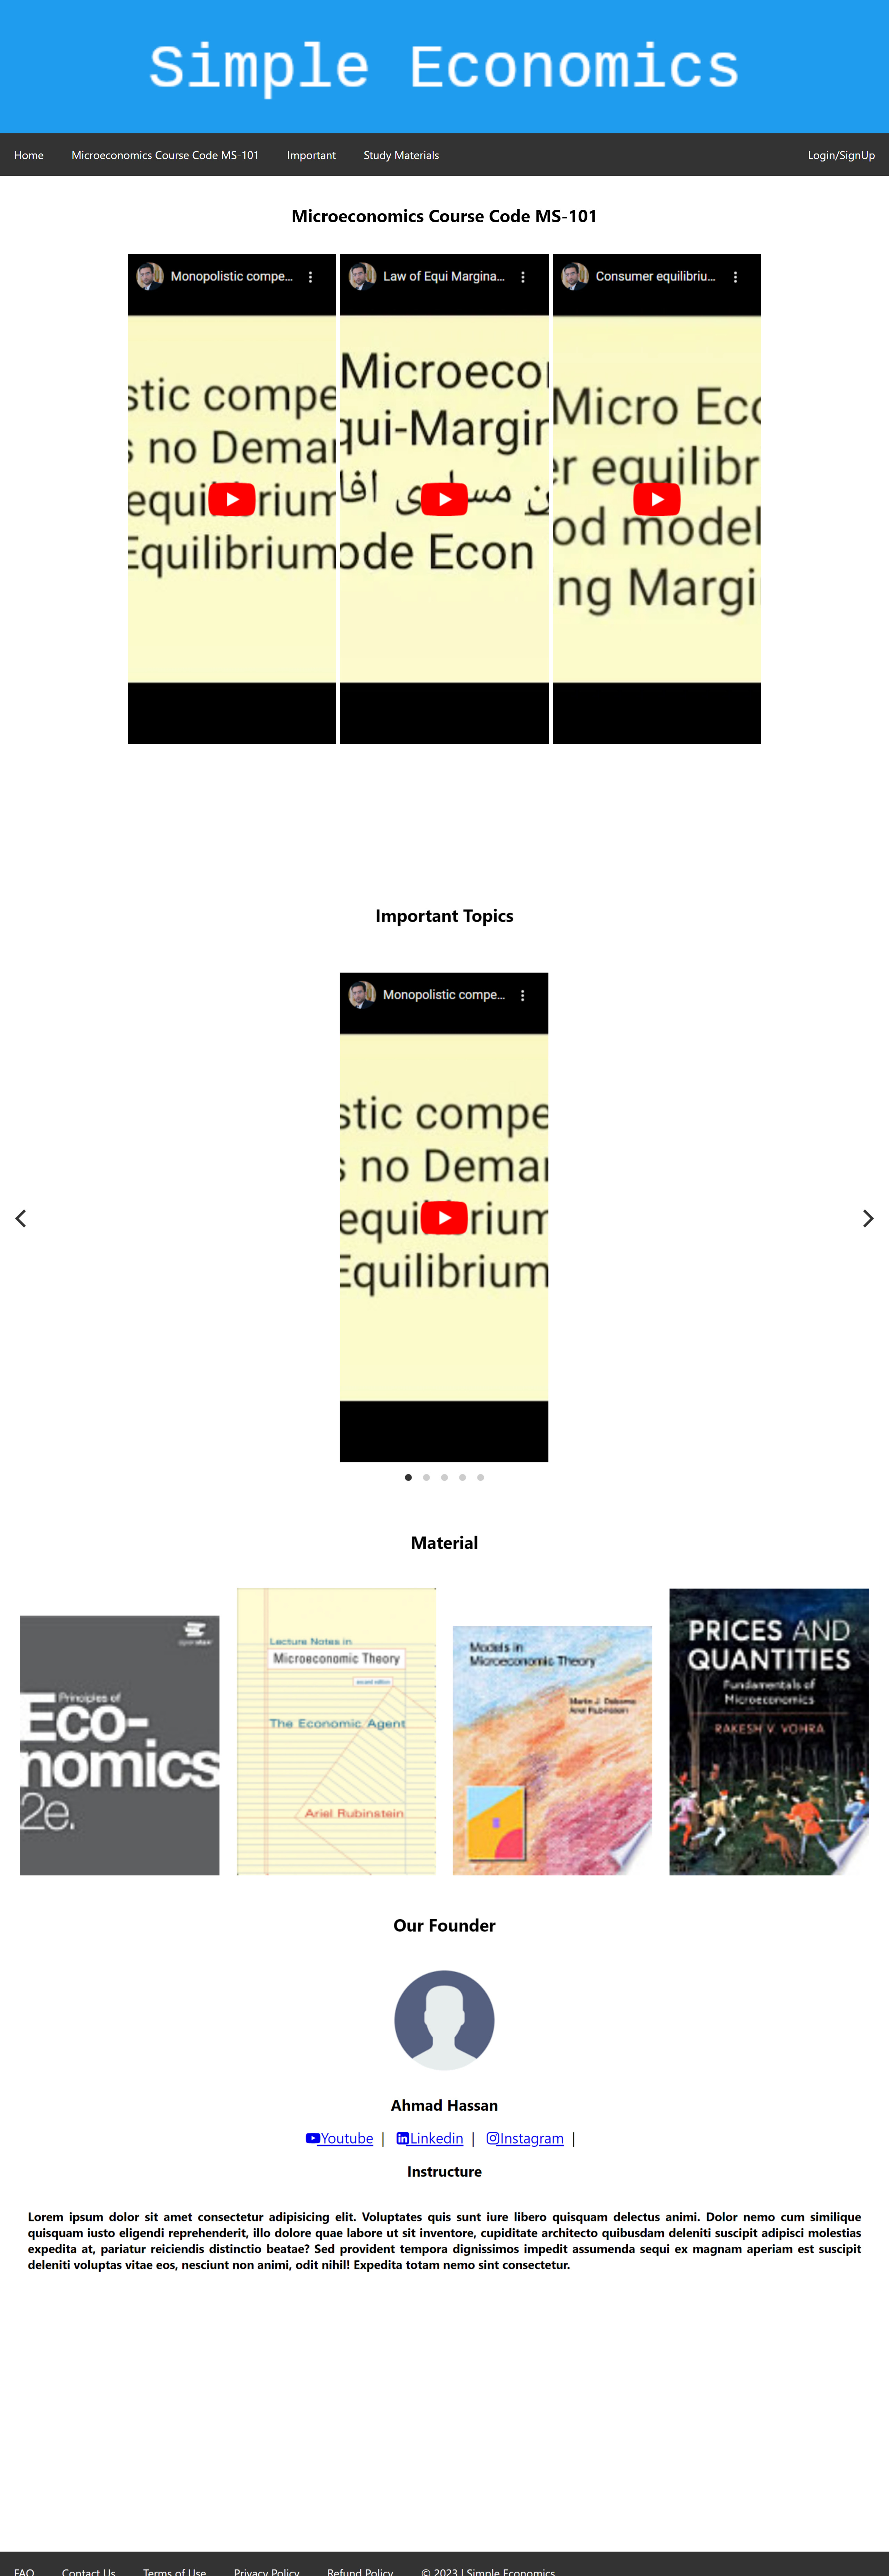 Simple Economics
Home Microeconomics Course Code MS-101 Important Study Materials Login/SignUp
Microeconomics Course Code MS-101
Monopolistic compe...
stic compe
s no Demar
equi rium
Equilibrium
Law of Equi Margina...
Microecon
qui-Margin
ode Econ
Consumer equilibriu...
Micro Eco
er equilibr
od model
ng Margi
Important Topics
Monopolistic compe...
stic compe
s no Demar
equi rium
Equilibrium
Material
Principles of
Eco-
nomics
2e.
Lecture Notes in
Microeconomic Theory
second edition
The Economic Agent
Ariel Rubinstein
Models in
Microeconomic Theory
Martin J. Osborne
Ariel Rubinstein
PRICES AND
QUANTITIES
Fundamentals of
Microeconomics
RAKESH V. VOHRA
Our Founder
Ahmad Hassan
Youtube | Linkedin | Instagram |
Instructure
Lorem ipsum dolor sit amet consectetur adipisicing elit. Voluptates quis sunt iure libero quisquam delectus animi. Dolor nemo cum similique
quisquam iusto eligendi reprehenderit, illo dolore quae labore ut sit inventore, cupiditate architecto quibusdam deleniti suscipit adipisci molestias
expedita at, pariatur reiciendis distinctio beatae? Sed provident tempora dignissimos impedit assumenda sequi ex magnam aperiam est suscipit
deleniti voluptas vitae eos, nesciunt non animi, odit nihil! Expedita totam nemo sint consectetur.
FAQ Contact Us Terms of Use Privacy Policy Refund Policy © 2023 | Simple Economics